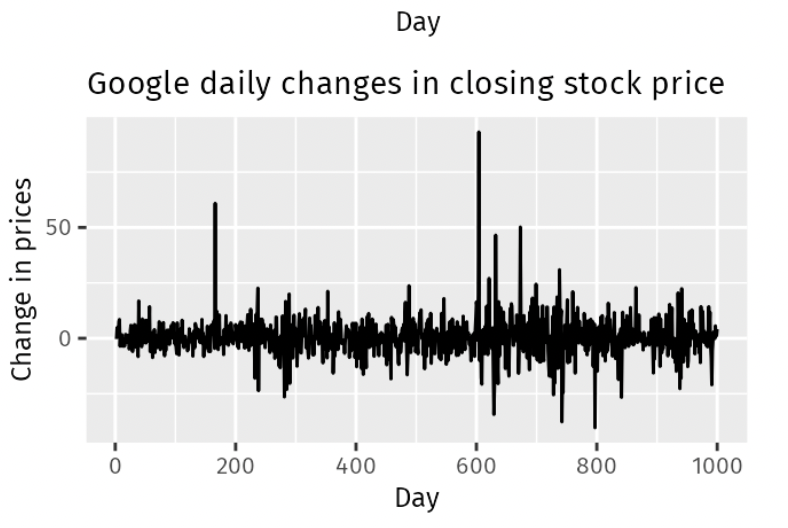 Day
Google daily changes in closing stock price
Change in prices
50
0
0 200 400 600 800 1000
Day